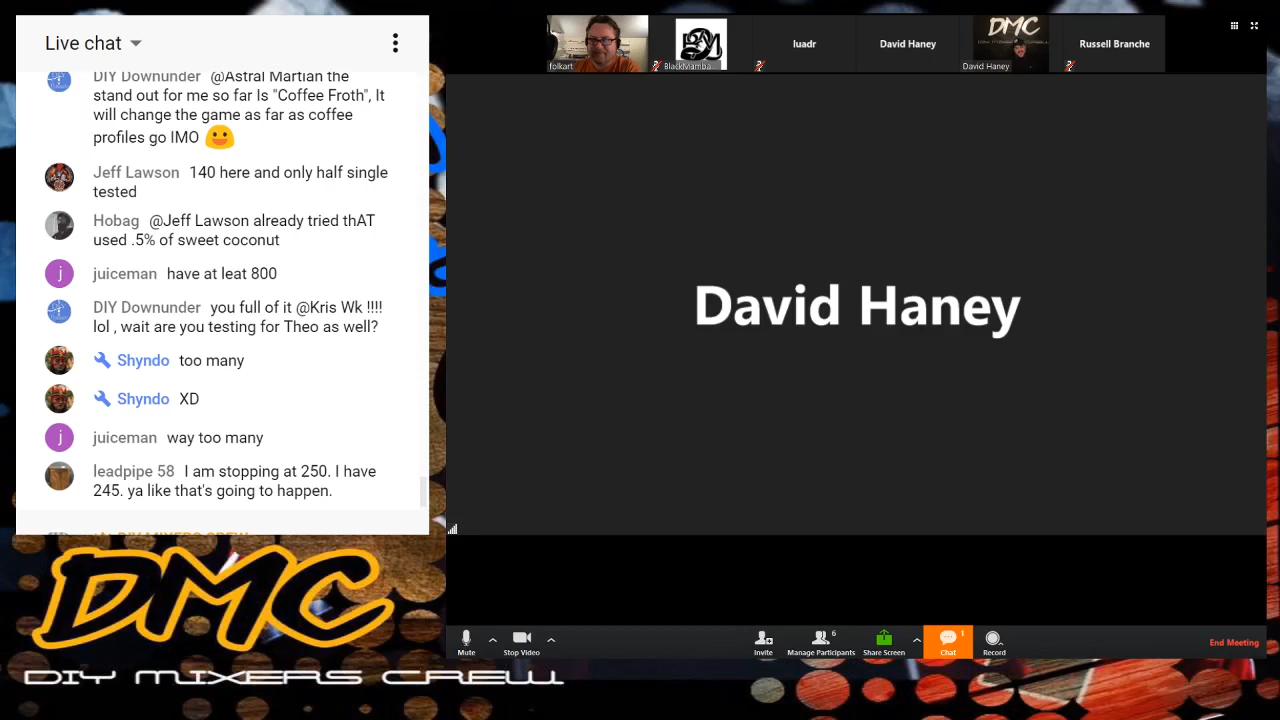 Live chat
DIY Downunder @Astral Martian the
stand out for me so far Is "Coffee Froth", It
will change the game as far as coffee
profiles go IMO
Jeff Lawson 140 here and only half single
tested
Hobag @Jeff Lawson already tried thAT
used .5% of sweet coconut
j juiceman have at leat 800
DIY Downunder you full of it @Kris Wk !!!!
lol , wait are you testing for Theo as well?
Shyndo too many
Shyndo XD
j juiceman way too many
leadpipe 58 I am stopping at 250. I have
245. ya like that's going to happen.
DIY MIXERS CREW
DMC
DIY MIXERS CREW
folkart
BlackMamba
luadr
David Haney
DMC
David Haney
Russell Branche
David Haney
Mute
Stop Video
Invite
6
Manage Participants
Share Screen
1
Chat
Record
End Meeting